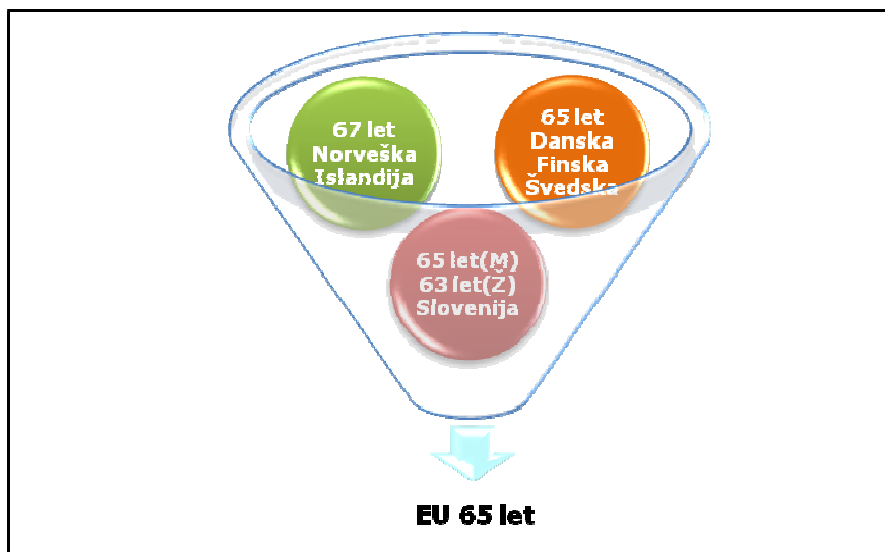 67 let
Norveška
Islandija
65 let
Danska
Finska
Švedska
65 let(M)
63 let(Ž)
Slovenija
EU 65 let